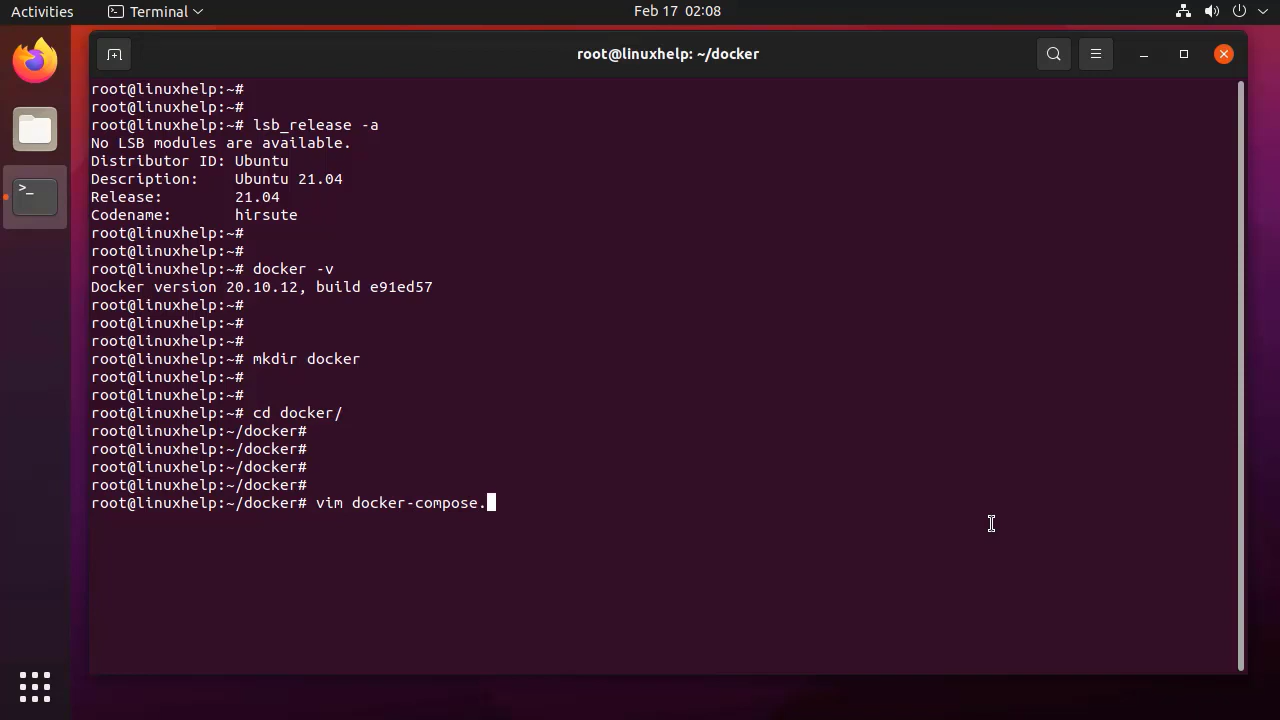 Activities
Terminal
Feb 17 02:08
root@linuxhelp: ~/docker
root@linuxhelp:~#
root@linuxhelp:~#
root@linuxhelp:~# lsb_release -a
No LSB modules are available.
Distributor ID: Ubuntu
Description:    Ubuntu 21.04
Release:        21.04
Codename:       hirsute
root@linuxhelp:~#
root@linuxhelp:~#
root@linuxhelp:~# docker -v
Docker version 20.10.12, build e91ed57
root@linuxhelp:~#
root@linuxhelp:~#
root@linuxhelp:~#
root@linuxhelp:~# mkdir docker
root@linuxhelp:~#
root@linuxhelp:~#
root@linuxhelp:~# cd docker/
root@linuxhelp:~/docker#
root@linuxhelp:~/docker#
root@linuxhelp:~/docker#
root@linuxhelp:~/docker#
root@linuxhelp:~/docker# vim docker-compose.